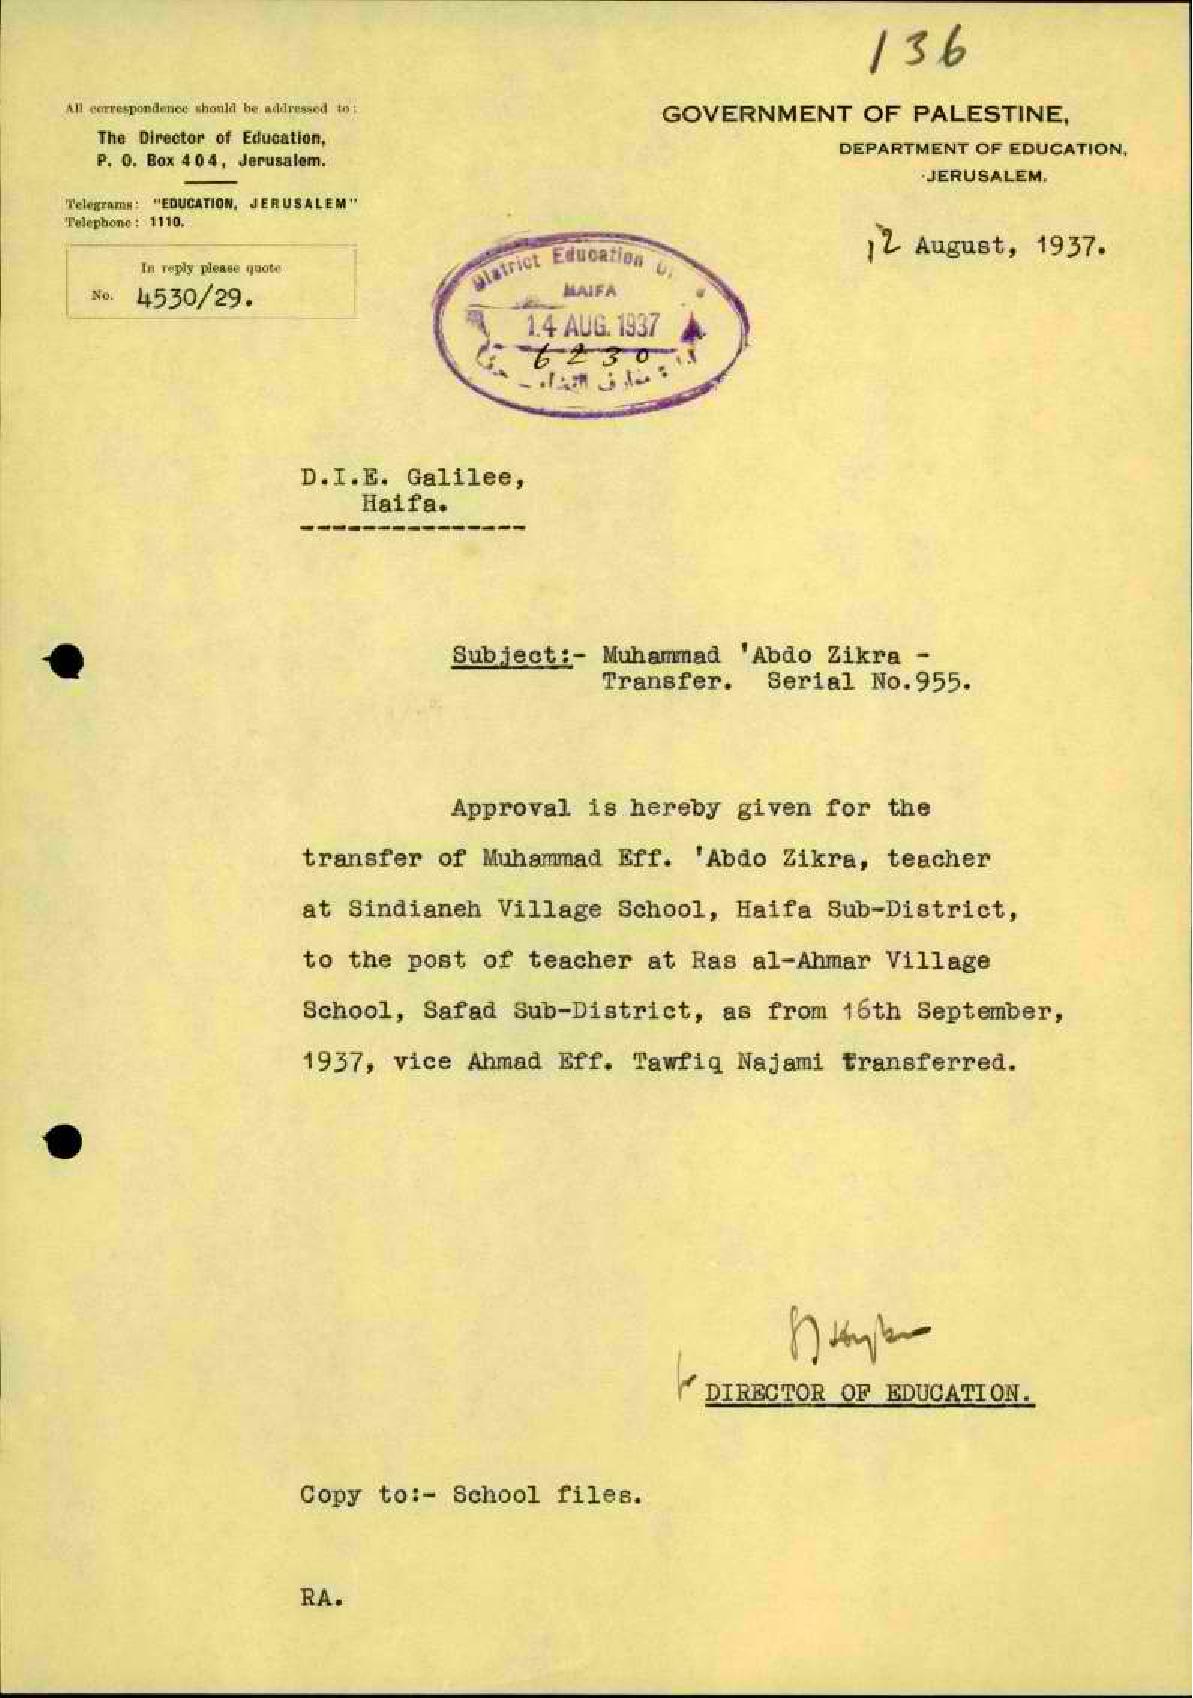 136
All correspondence should be addressed to:
The Director of Education,
P. O. Box 404, Jerusalem.
Telegrams: "EDUCATION, JERUSALEM"
Telephone: 1110.
In reply please quote
No. 4530/29.
GOVERNMENT OF PALESTINE,
DEPARTMENT OF EDUCATION,
JERUSALEM.
12 August, 1937.
District Education
HAIFA
14 AUG. 1937
6230
D.I.E. Galilee,
Haifa.
Subject:- Muhammad 'Abdo Zikra -
Transfer. Serial No.955.
Approval is hereby given for the
transfer of Muhammad Eff. 'Abdo Zikra, teacher
at Sindianeh Village School, Haifa Sub-District,
to the post of teacher at Ras al-Ahmar Village
School, Safad Sub-District, as from 16th September,
1937, vice Ahmad Eff. Tawfiq Najami transferred.
DIRECTOR OF EDUCATION.
Copy to:- School files.
RA.